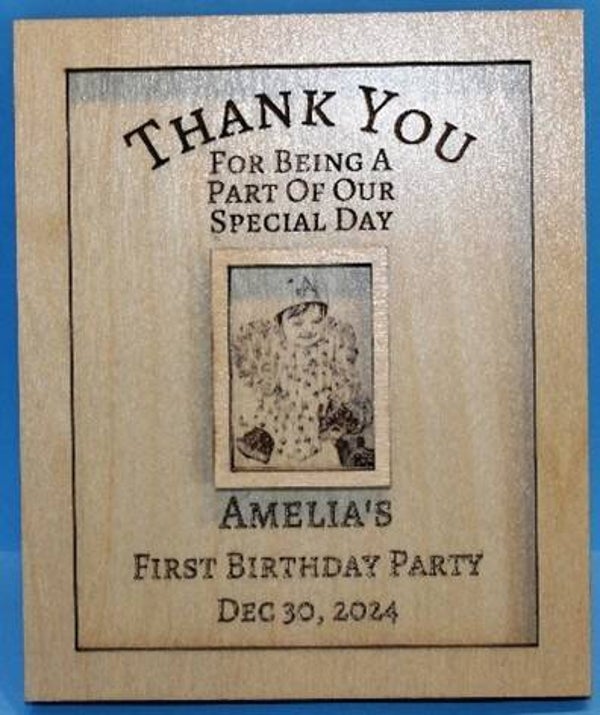 THANK YOU
FOR BEING A
PART OF OUR
SPECIAL DAY
AMELIA'S
FIRST BIRTHDAY PARTY
DEC 30, 2024